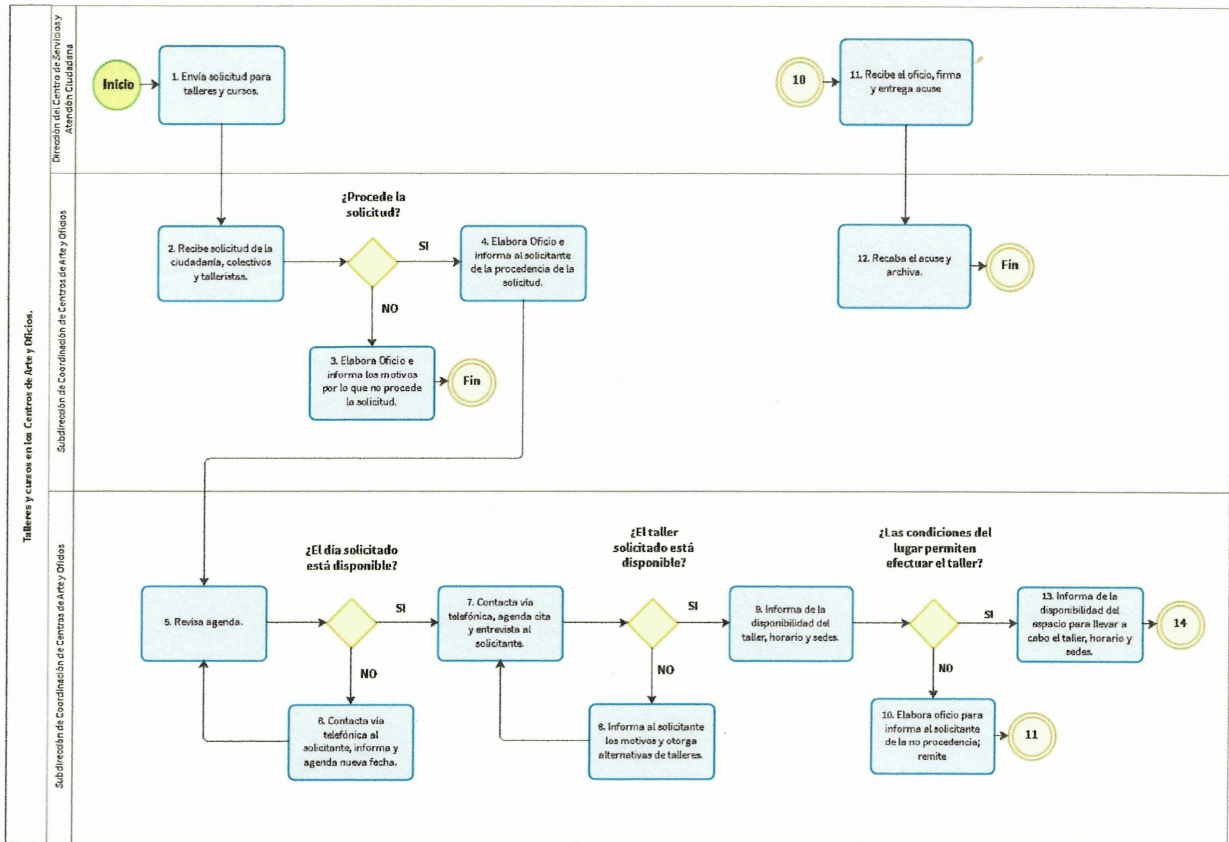 Talleres y cursos en los Centros de Arte y Oficios.
Dirección del Centro de Servicios y
Atención Ciudadana
Inicio
1. Envía solicitud para
talleres y cursos.
10
11. Recibe el oficio, firma
y entrega acuse
Subdirección de Coordinación de Centros de Arte y Oficios
2. Recibe solicitud de la
ciudadanía, colectivos
y talleristas.
¿Procede la
solicitud?
SI
NO
4. Elabora Oficio e
informa al solicitante
de la procedencia de la
solicitud.
3. Elabora Oficio e
informa los motivos
por lo que no procede
la solicitud.
Fin
12. Recaba el acuse y
archiva.
Fin
Subdirección de Coordinación de Centros de Arte y Oficios
5. Revisa agenda.
¿El día solicitado
está disponible?
SI
NO
6. Contacta vía
telefónica al
solicitante, informa y
agenda nueva fecha.
7. Contacta vía
telefónica, agenda cita
y entrevista al
solicitante.
¿El taller
solicitado está
disponible?
SI
NO
8. Informa al solicitante
los motivos y otorga
alternativas de talleres.
9. Informa de la
disponibilidad del
taller, horario y sedes.
¿Las condiciones del
lugar permiten
efectuar el taller?
SI
NO
13. Informa de la
disponibilidad del
espacio para llevar a
cabo el taller, horario y
sedes.
14
10. Elabora oficio para
informa al solicitante
de la no procedencia;
remite
11